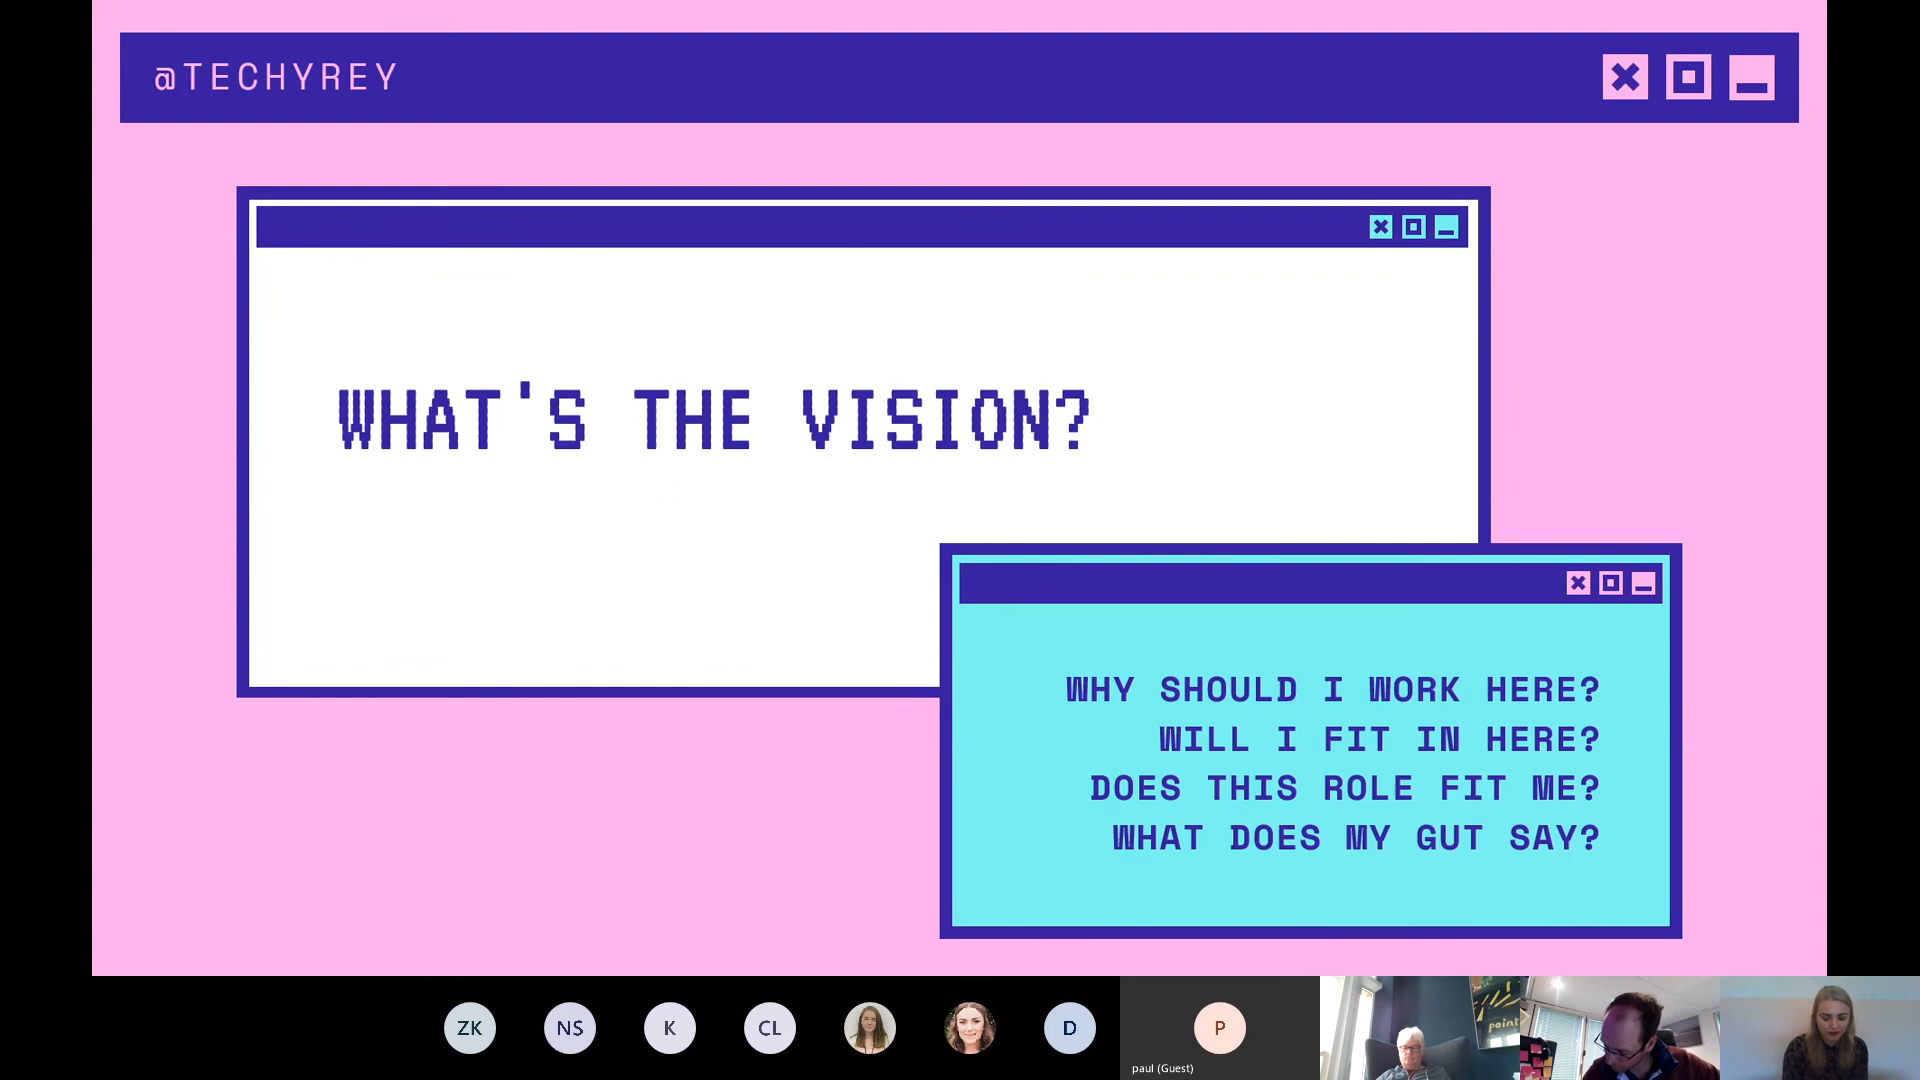 @TECHYREY
WHAT'S THE VISION?
WHY SHOULD I WORK HERE?
WILL I FIT IN HERE?
DOES THIS ROLE FIT ME?
WHAT DOES MY GUT SAY?
ZK
NS
K
CL
D
P
paul (Guest)
point